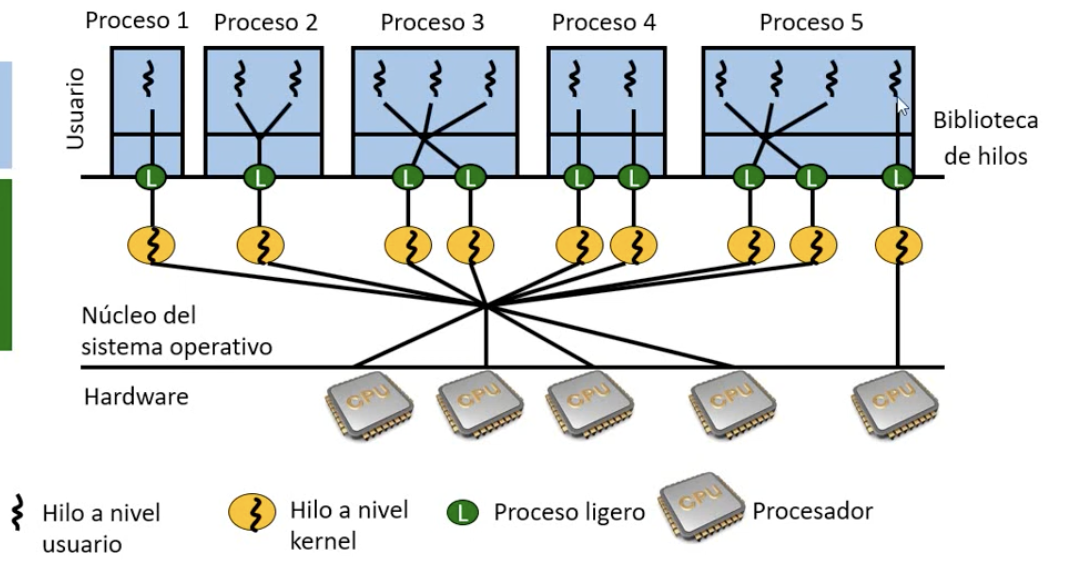 Proceso 1
Proceso 2
Proceso 3
Proceso 4
Proceso 5
Usuario
Biblioteca
de hilos
L
L
L
L
L
L
L
L
L
Núcleo del
sistema operativo
Hardware
CPU
CPU
CPU
CPU
CPU
Hilo a nivel
usuario
Hilo a nivel
kernel
L
Proceso ligero
CPU
Procesador